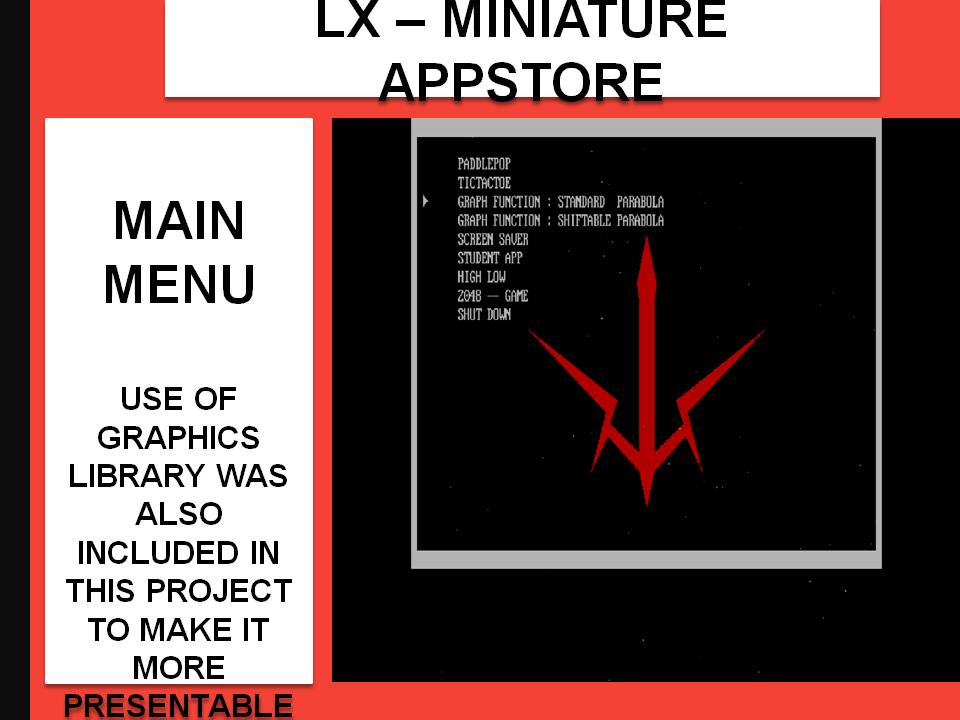 LX – MINIATURE
APPSTORE
MAIN
MENU
USE OF
GRAPHICS
LIBRARY WAS
ALSO
INCLUDED IN
THIS PROJECT
TO MAKE IT
MORE
PRESENTABLE
PADDLEPOP
TICTACTOE
GRAPH FUNCTION : STANDARD PARABOLA
GRAPH FUNCTION : SHIFTABLE PARABOLA
SCREEN SAVER
STUDENT APP
HIGH LOW
2048 -- GAME
SHUT DOWN